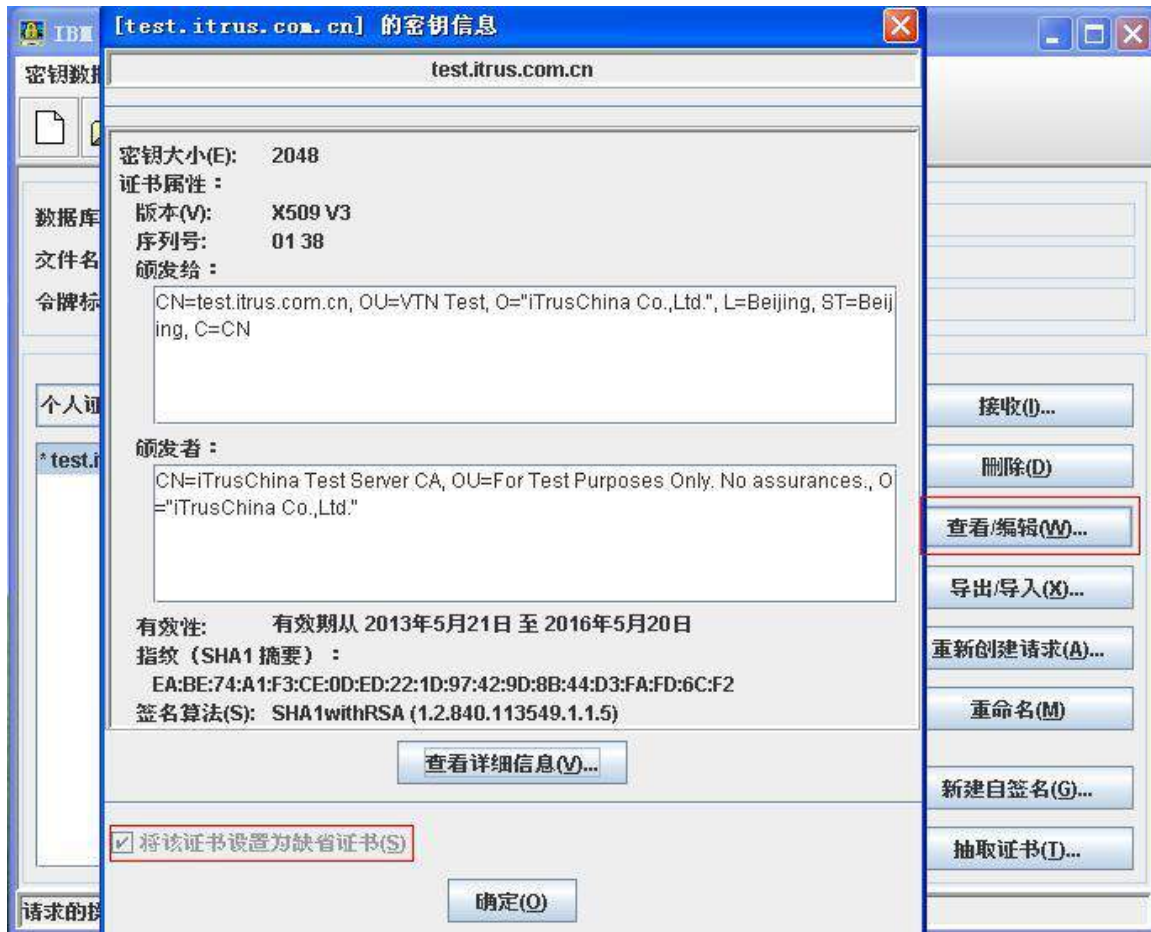 IBM
[test.itrus.com.cn] 的密钥信息
密钥数据
test.itrus.com.cn
密钥大小(E): 2048
证书属性：
版本(V): X509 V3
序列号: 01 38
颁发给：
CN=test.itrus.com.cn, OU=VTN Test, O="iTrusChina Co.,Ltd.", L=Beijing, ST=Beij
ing, C=CN
颁发者：
CN=iTrusChina Test Server CA, OU=For Test Purposes Only. No assurances., O
="iTrusChina Co.,Ltd."
有效性: 有效期从 2013年5月21日 至 2016年5月20日
指纹（SHA1 摘要）：
EA:BE:74:A1:F3:CE:0D:ED:22:1D:97:42:9D:8B:44:D3:FA:FD:6C:F2
签名算法(S): SHA1withRSA (1.2.840.113549.1.1.5)
查看详细信息(V)...
将该证书设置为缺省证书(S)
确定(O)
数据库
文件名
令牌标
个人证
* test.i
请求的
接收(I)...
删除(D)
查看/编辑(W)...
导出/导入(X)...
重新创建请求(A)...
重命名(M)
新建自签名(G)...
抽取证书(T)...